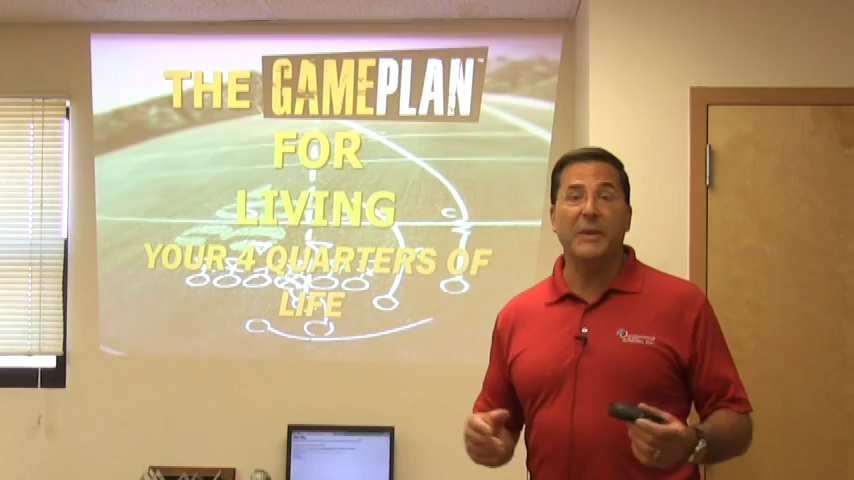 THE GAMEPLAN™
FOR
LIVING
YOUR 4 QUARTERS OF
LIFE